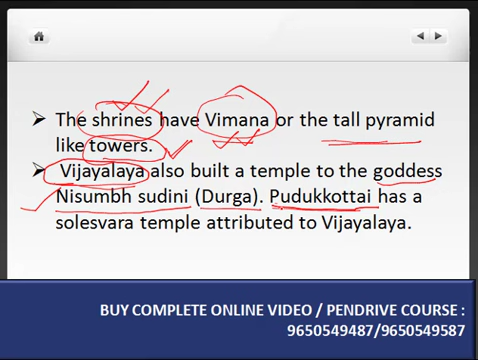 The shrines have Vimana or the tall pyramid
like towers.
Vijayalaya also built a temple to the goddess
Nisumbh sudini (Durga). Pudukkottai has a
solesvara temple attributed to Vijayalaya.
BUY COMPLETE ONLINE VIDEO / PENDRIVE COURSE :
9650549487/9650549587